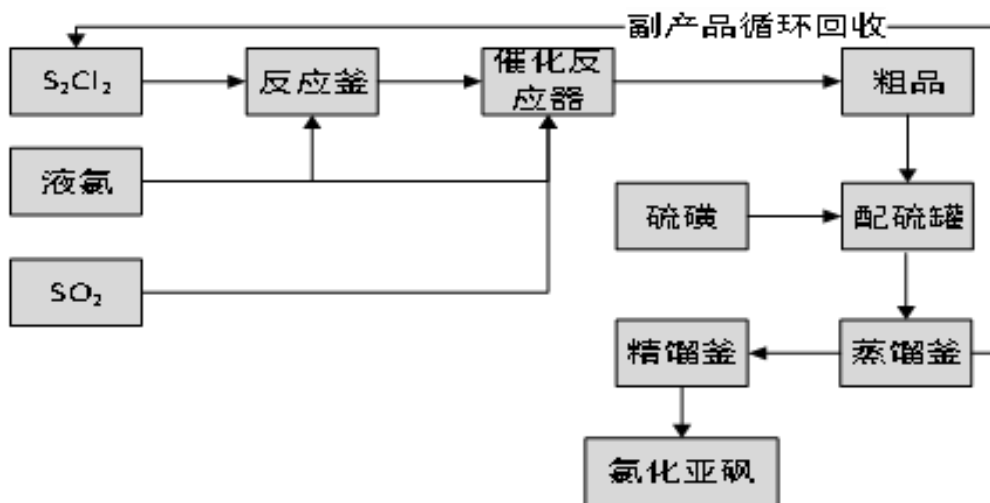 副产品循环回收
S₂Cl₂
反应釜
催化反
应器
粗品
液氯
硫磺
配硫罐
SO₂
精馏釜
蒸馏釜
氯化亚砜